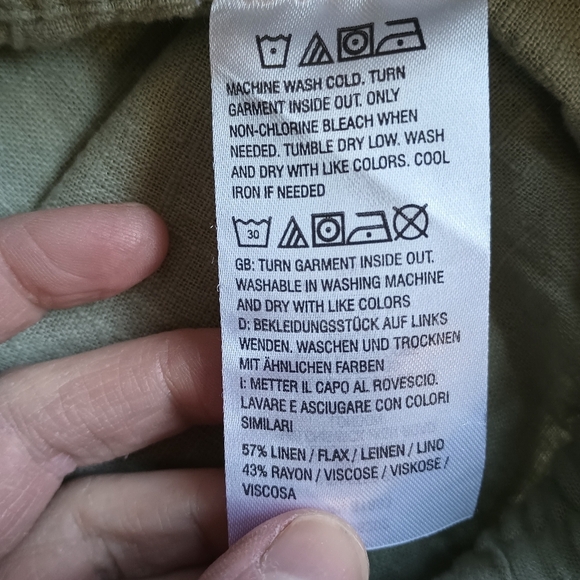 MACHINE WASH COLD. TURN
GARMENT INSIDE OUT. ONLY
NON-CHLORINE BLEACH WHEN
NEEDED. TUMBLE DRY LOW. WASH
AND DRY WITH LIKE COLORS. COOL
IRON IF NEEDED
30
GB: TURN GARMENT INSIDE OUT.
WASHABLE IN WASHING MACHINE
AND DRY WITH LIKE COLORS
D: BEKLEIDUNGSSTÜCK AUF LINKS
WENDEN. WASCHEN UND TROCKNEN
MIT ÄHNLICHEN FARBEN
I: METTER IL CAPO AL ROVESCIO.
LAVARE E ASCIUGARE CON COLORI
SIMILARI
57% LINEN / FLAX / LEINEN / LINO
43% RAYON / VISCOSE / VISKOSE /
VISCOSA